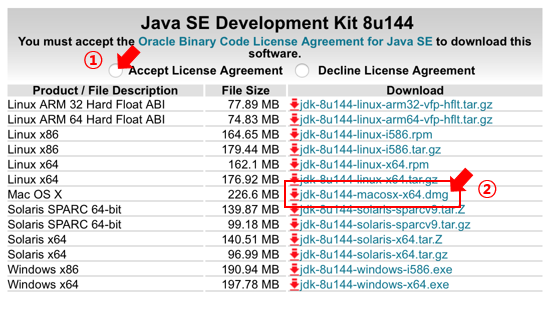 Java SE Development Kit 8u144
You must accept the Oracle Binary Code License Agreement for Java SE to download this
software.
①
Accept License Agreement Decline License Agreement
Product / File Description File Size Download
Linux ARM 32 Hard Float ABI 77.89 MB jdk-8u144-linux-arm32-vfp-hflt.tar.gz
Linux ARM 64 Hard Float ABI 74.83 MB jdk-8u144-linux-arm64-vfp-hflt.tar.gz
Linux x86 164.65 MB jdk-8u144-linux-i586.rpm
Linux x86 179.44 MB jdk-8u144-linux-i586.tar.gz
Linux x64 162.1 MB jdk-8u144-linux-x64.rpm
Linux x64 176.92 MB jdk-8u144-linux-x64.tar.gz
Mac OS X 226.6 MB jdk-8u144-macosx-x64.dmg ②
Solaris SPARC 64-bit 139.87 MB jdk-8u144-solaris-sparcv9.tar.Z
Solaris SPARC 64-bit 99.18 MB jdk-8u144-solaris-sparcv9.tar.gz
Solaris x64 140.51 MB jdk-8u144-solaris-x64.tar.Z
Solaris x64 96.99 MB jdk-8u144-solaris-x64.tar.gz
Windows x86 190.94 MB jdk-8u144-windows-i586.exe
Windows x64 197.78 MB jdk-8u144-windows-x64.exe